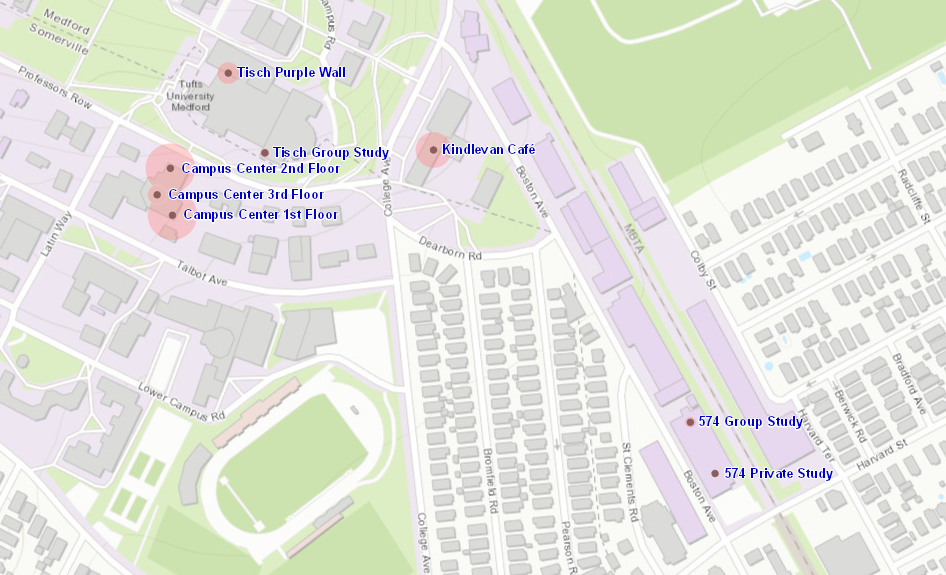 Medford
Somerville
Campus Rd
Tisch Purple Wall
Tufts
University
Medford
Professors Row
Tisch Group Study
Kindlevan Café
Campus Center 2nd Floor
Campus Center 3rd Floor
Campus Center 1st Floor
College Ave
Boston Ave
Radcliffe St
Latin Way
Dearborn Rd
MBTA
Colby St
Talbot Ave
Lower Campus Rd
Bradford Ave
Berwick Rd
Harvard Ter
Harvard St
574 Group Study
574 Private Study
Bromfield Rd
St Clements Rd
Boston Ave
College Ave
Pearson R